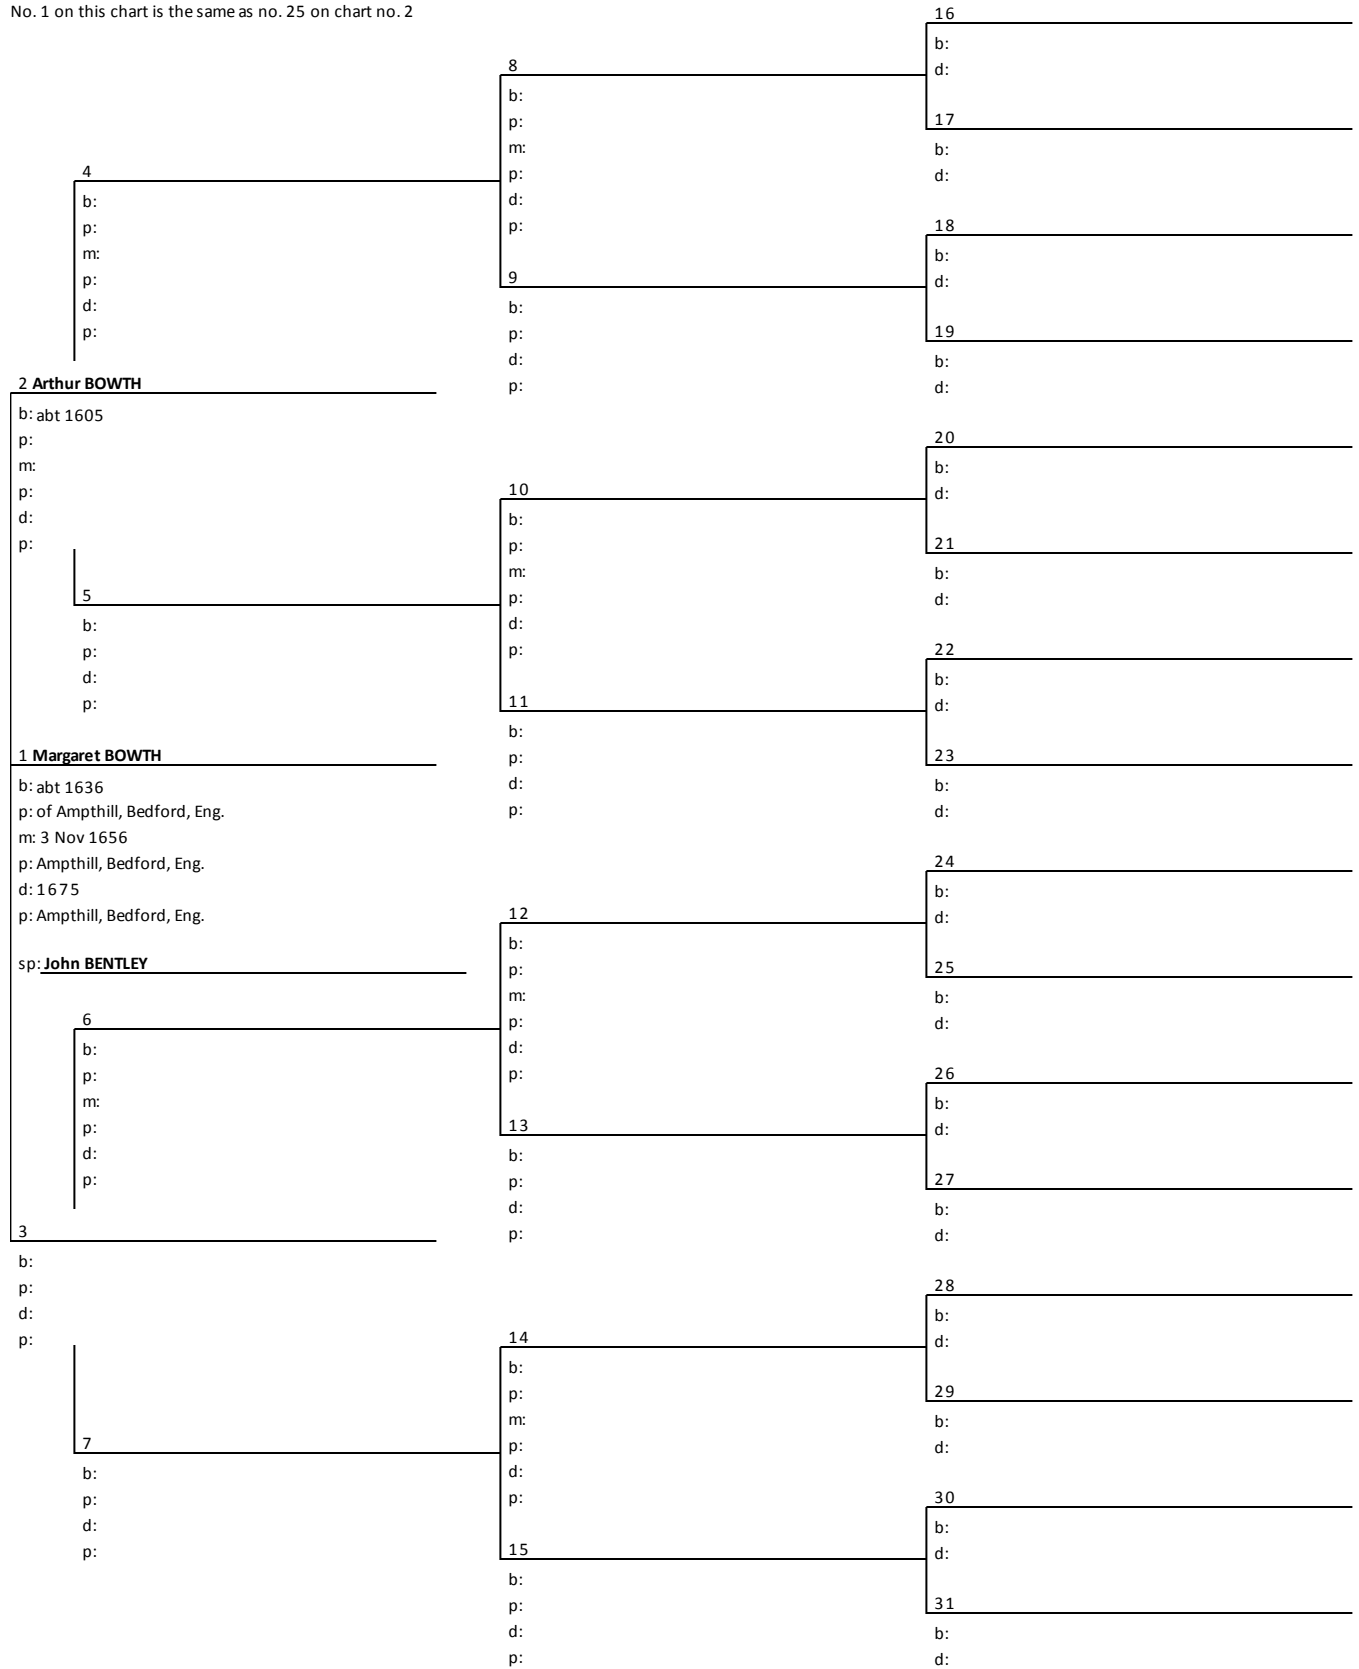 No. 1 on this chart is the same as no. 25 on chart no. 2
16
b:
d:
8
b:
p:
m:
p:
d:
p:
17
b:
d:
4
b:
p:
m:
p:
d:
p:
18
b:
d:
9
b:
p:
d:
p:
19
b:
d:
2 Arthur BOWTH
b: abt 1605
p:
m:
p:
d:
p:
20
b:
d:
10
b:
p:
m:
p:
d:
p:
21
b:
d:
5
b:
p:
d:
p:
22
b:
d:
11
b:
p:
d:
p:
23
b:
d:
1 Margaret BOWTH
b: abt 1636
p: of Ampthill, Bedford, Eng.
m: 3 Nov 1656
p: Ampthill, Bedford, Eng.
d: 1675
p: Ampthill, Bedford, Eng.
sp: John BENTLEY
24
b:
d:
12
b:
p:
m:
p:
d:
p:
25
b:
d:
6
b:
p:
m:
p:
d:
p:
26
b:
d:
13
b:
p:
d:
p:
27
b:
d:
3
b:
p:
d:
p:
28
b:
d:
14
b:
p:
m:
p:
d:
p:
29
b:
d:
7
b:
p:
d:
p:
30
b:
d:
15
b:
p:
d:
p:
31
b:
d: